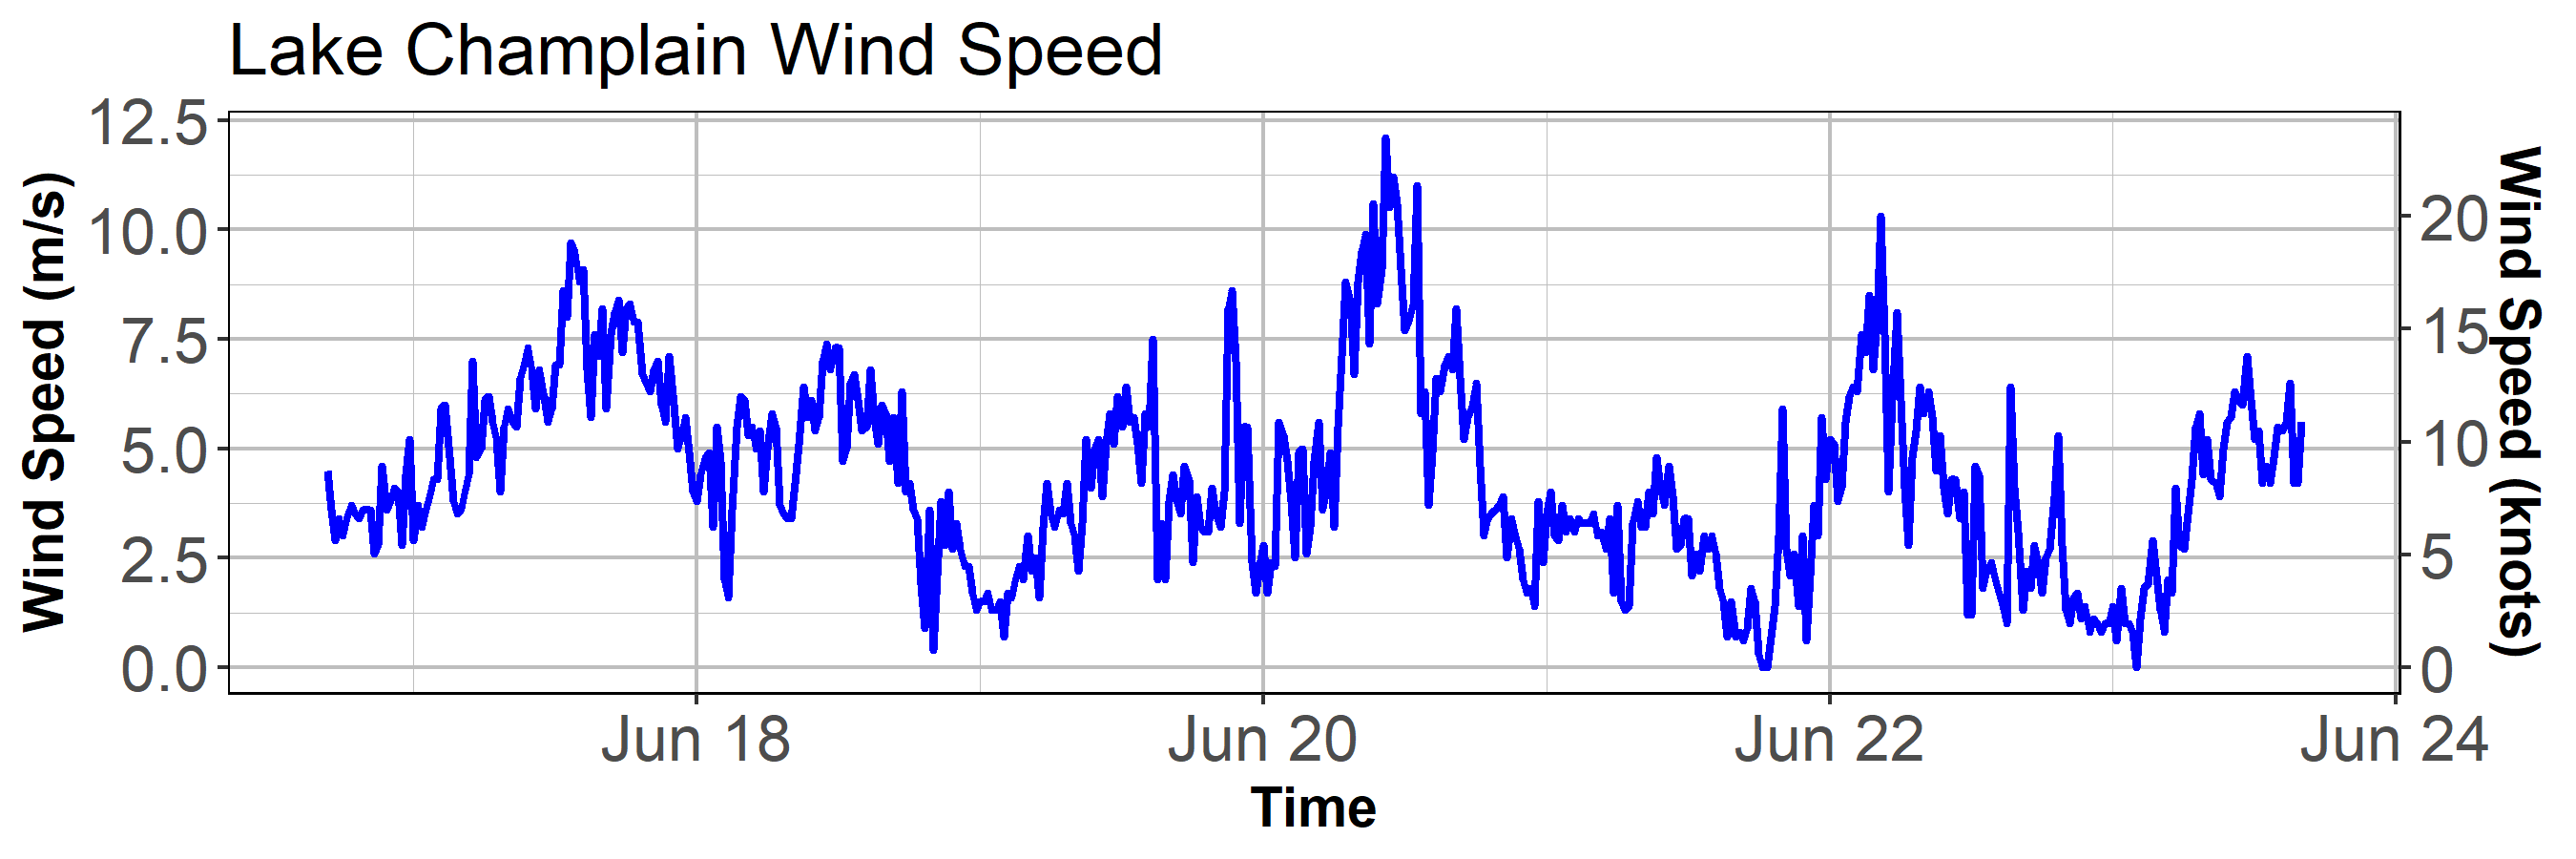 Lake Champlain Wind Speed
Wind Speed (m/s)
12.5
10.0
7.5
5.0
2.5
0.0
20
15
10
5
0
Wind Speed (knots)
Jun 18
Jun 20
Jun 22
Jun 24
Time